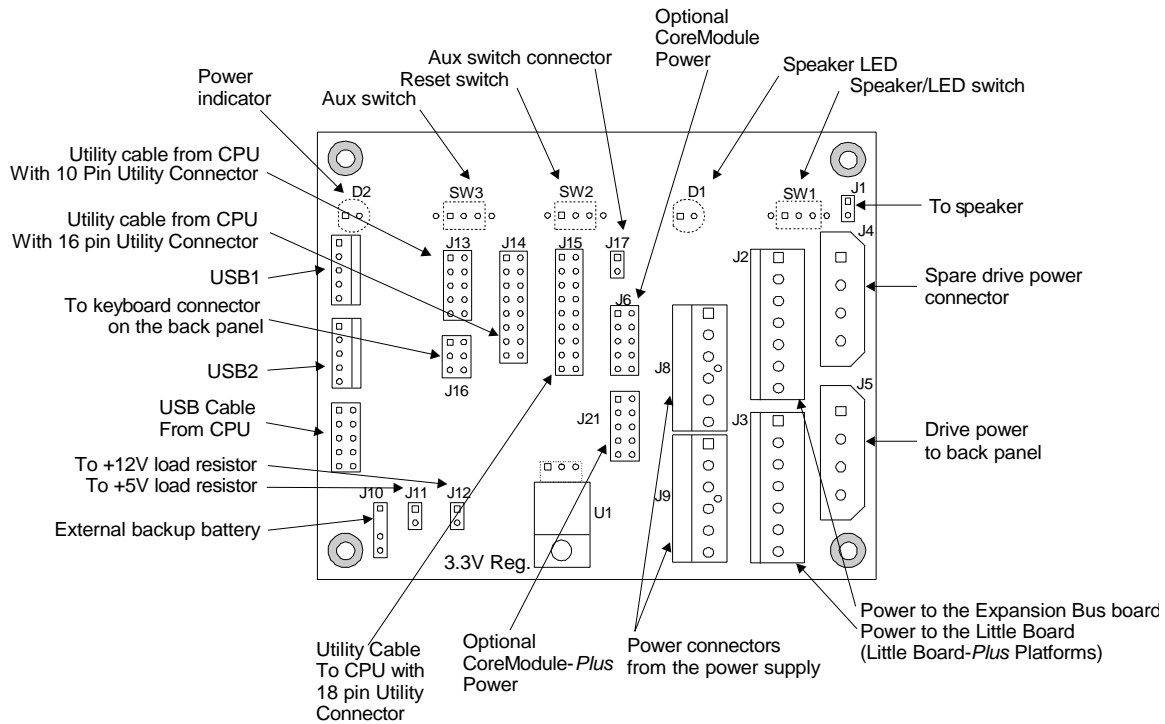 Optional
CoreModule
Power
Aux switch connector
Reset switch
Speaker LED
Speaker/LED switch
Power
indicator
Aux switch
Utility cable from CPU
With 10 Pin Utility Connector
Utility cable from CPU
With 16 pin Utility Connector
USB1
To keyboard connector
on the back panel
USB2
USB Cable
From CPU
To +12V load resistor
To +5V load resistor
External backup battery
D2
SW3
SW2
D1
SW1
J1
To speaker
J13
J14
J15
J17
J2
J4
Spare drive power
connector
J6
J16
J8
J21
J3
J5
Drive power
to back panel
J10
J11
J12
J9
U1
3.3V Reg.
Utility Cable
To CPU with
18 pin Utility
Connector
Optional
CoreModule-Plus
Power
Power connectors
from the power supply
Power to the Expansion Bus board
Power to the Little Board
(Little Board-Plus Platforms)